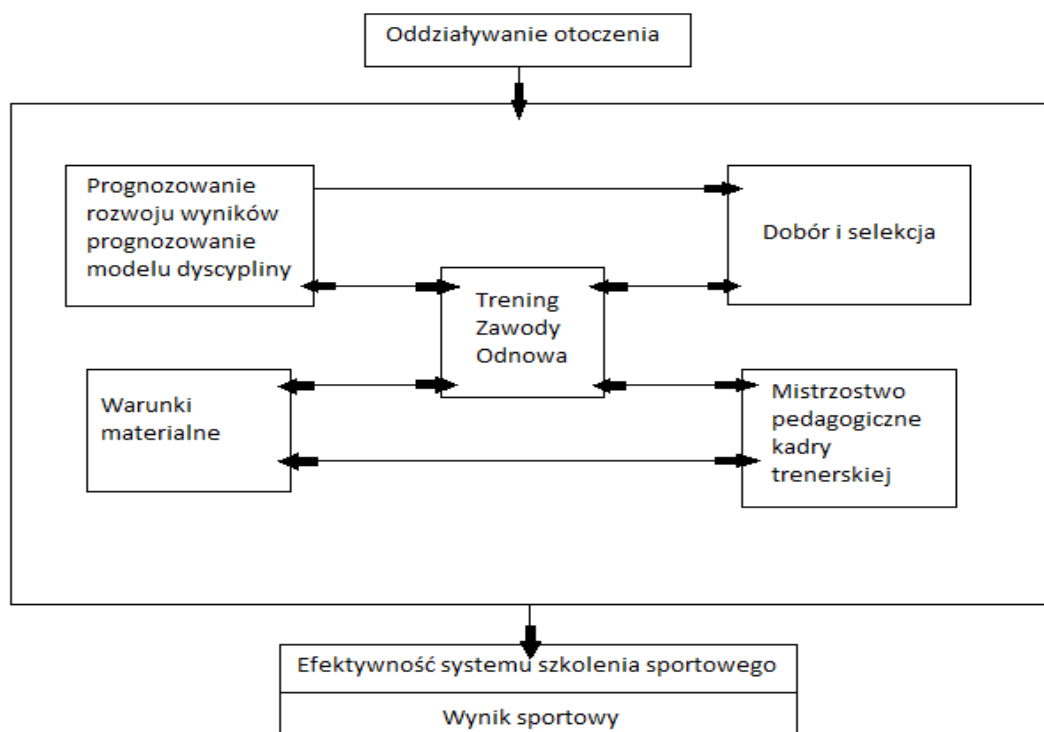 Oddziaływanie otoczenia
Prognozowanie
rozwoju wyników
prognozowanie
modelu dyscypliny
Dobór i selekcja
Trening
Zawody
Odnowa
Warunki
materialne
Mistrzostwo
pedagogiczne
kadry
trenerskiej
Efektywność systemu szkolenia sportowego
Wynik sportowy